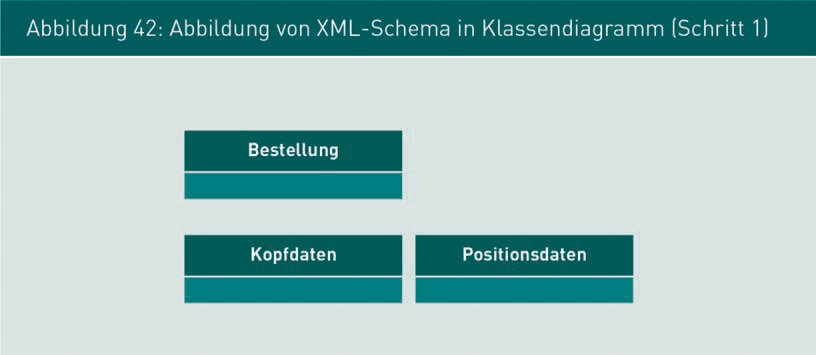 Abbildung 42: Abbildung von XML-Schema in Klassendiagramm (Schritt 1)
Bestellung
Kopfdaten
Positionsdaten